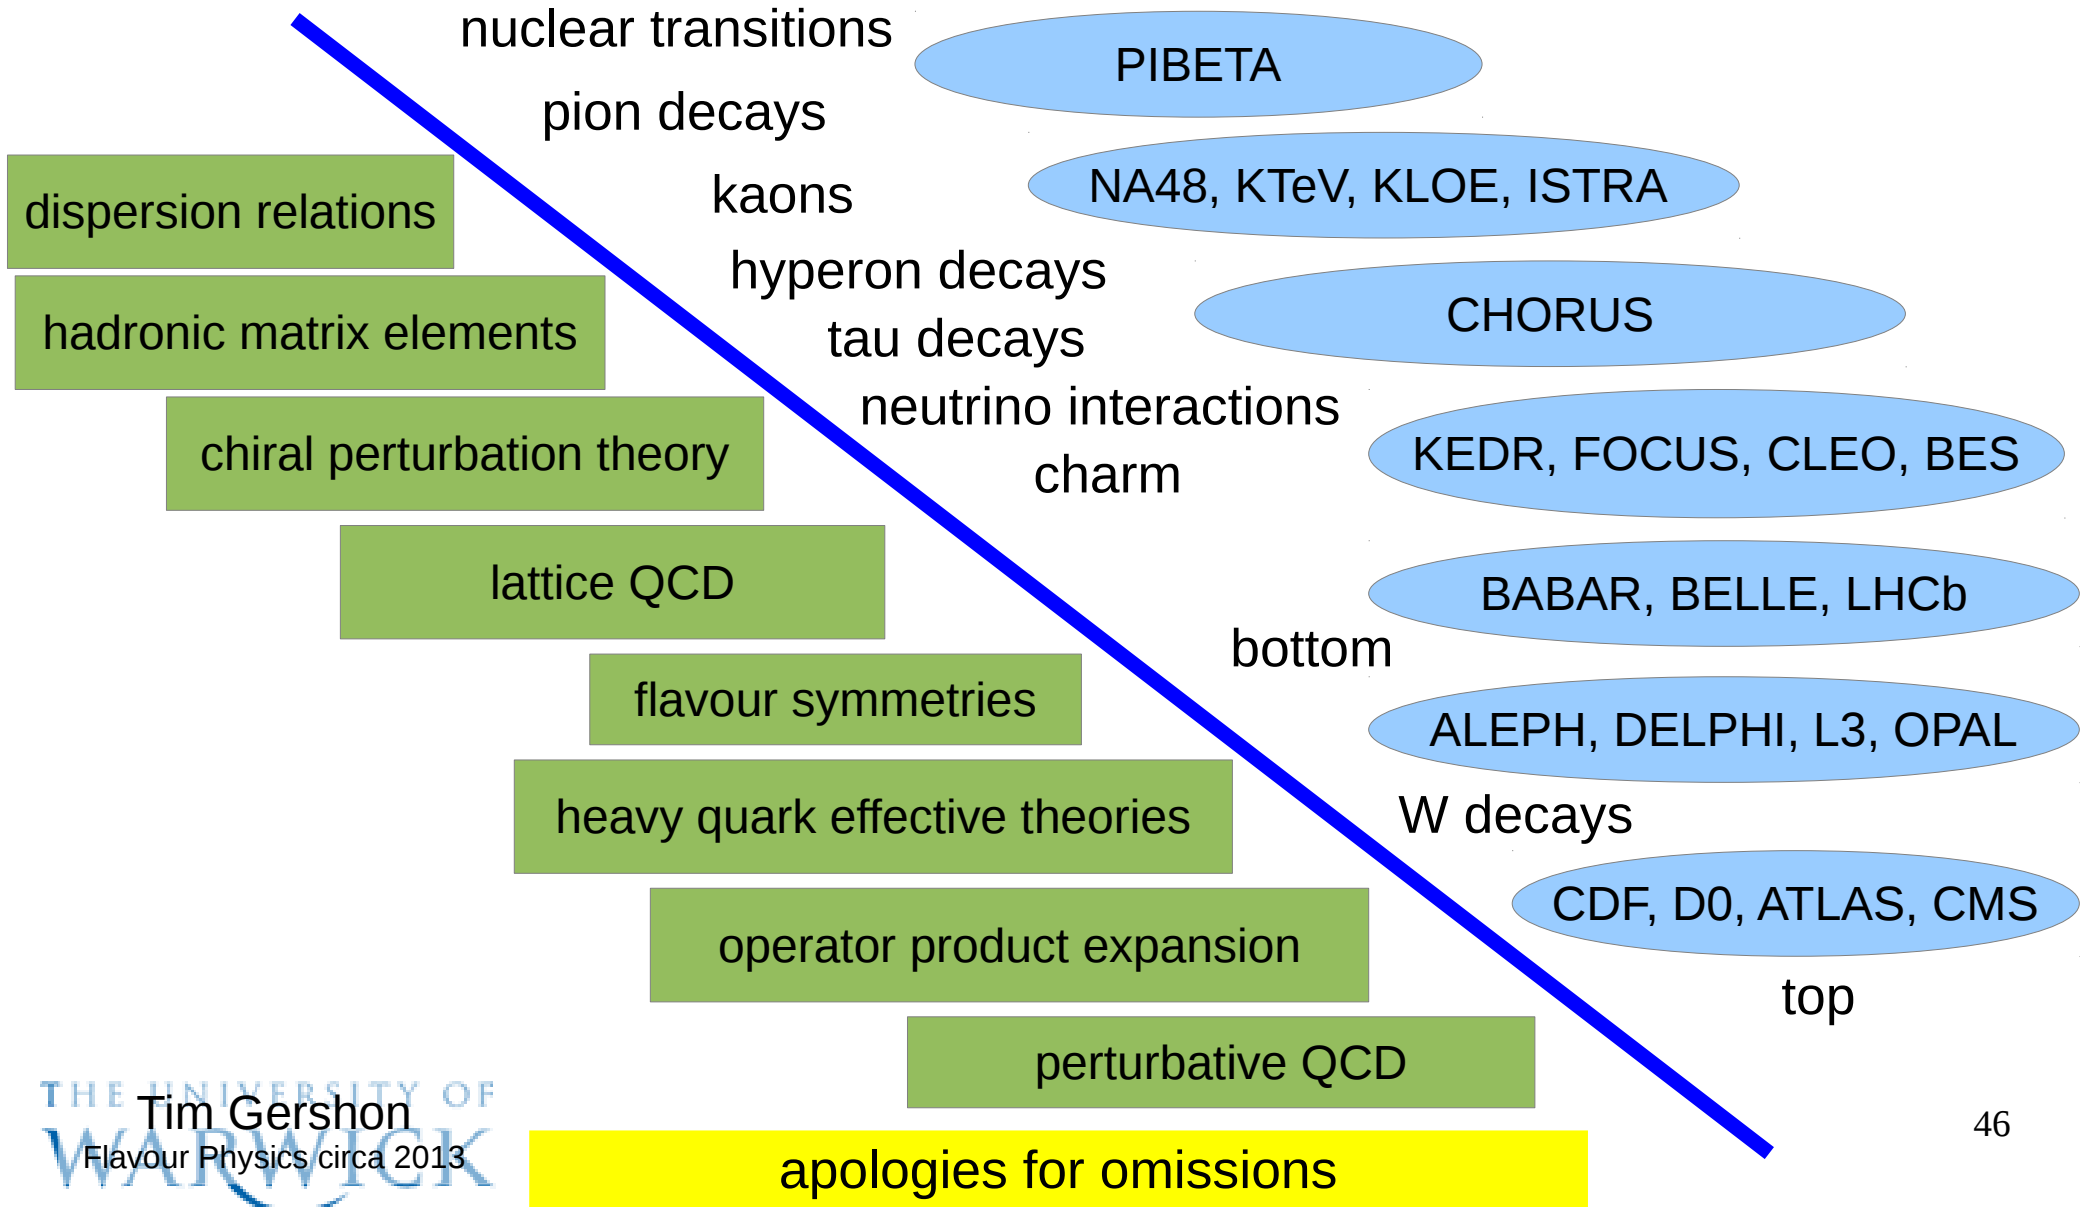 nuclear transitions
PIBETA
pion decays
NA48, KTeV, KLOE, ISTRA
kaons
dispersion relations
hyperon decays
CHORUS
hadronic matrix elements
tau decays
neutrino interactions
KEDR, FOCUS, CLEO, BES
chiral perturbation theory
charm
lattice QCD
BABAR, BELLE, LHCb
bottom
flavour symmetries
ALEPH, DELPHI, L3, OPAL
heavy quark effective theories
W decays
CDF, D0, ATLAS, CMS
operator product expansion
top
perturbative QCD
THE UNIVERSITY OF
WARWICK
Tim Gershon
Flavour Physics circa 2013
46
apologies for omissions